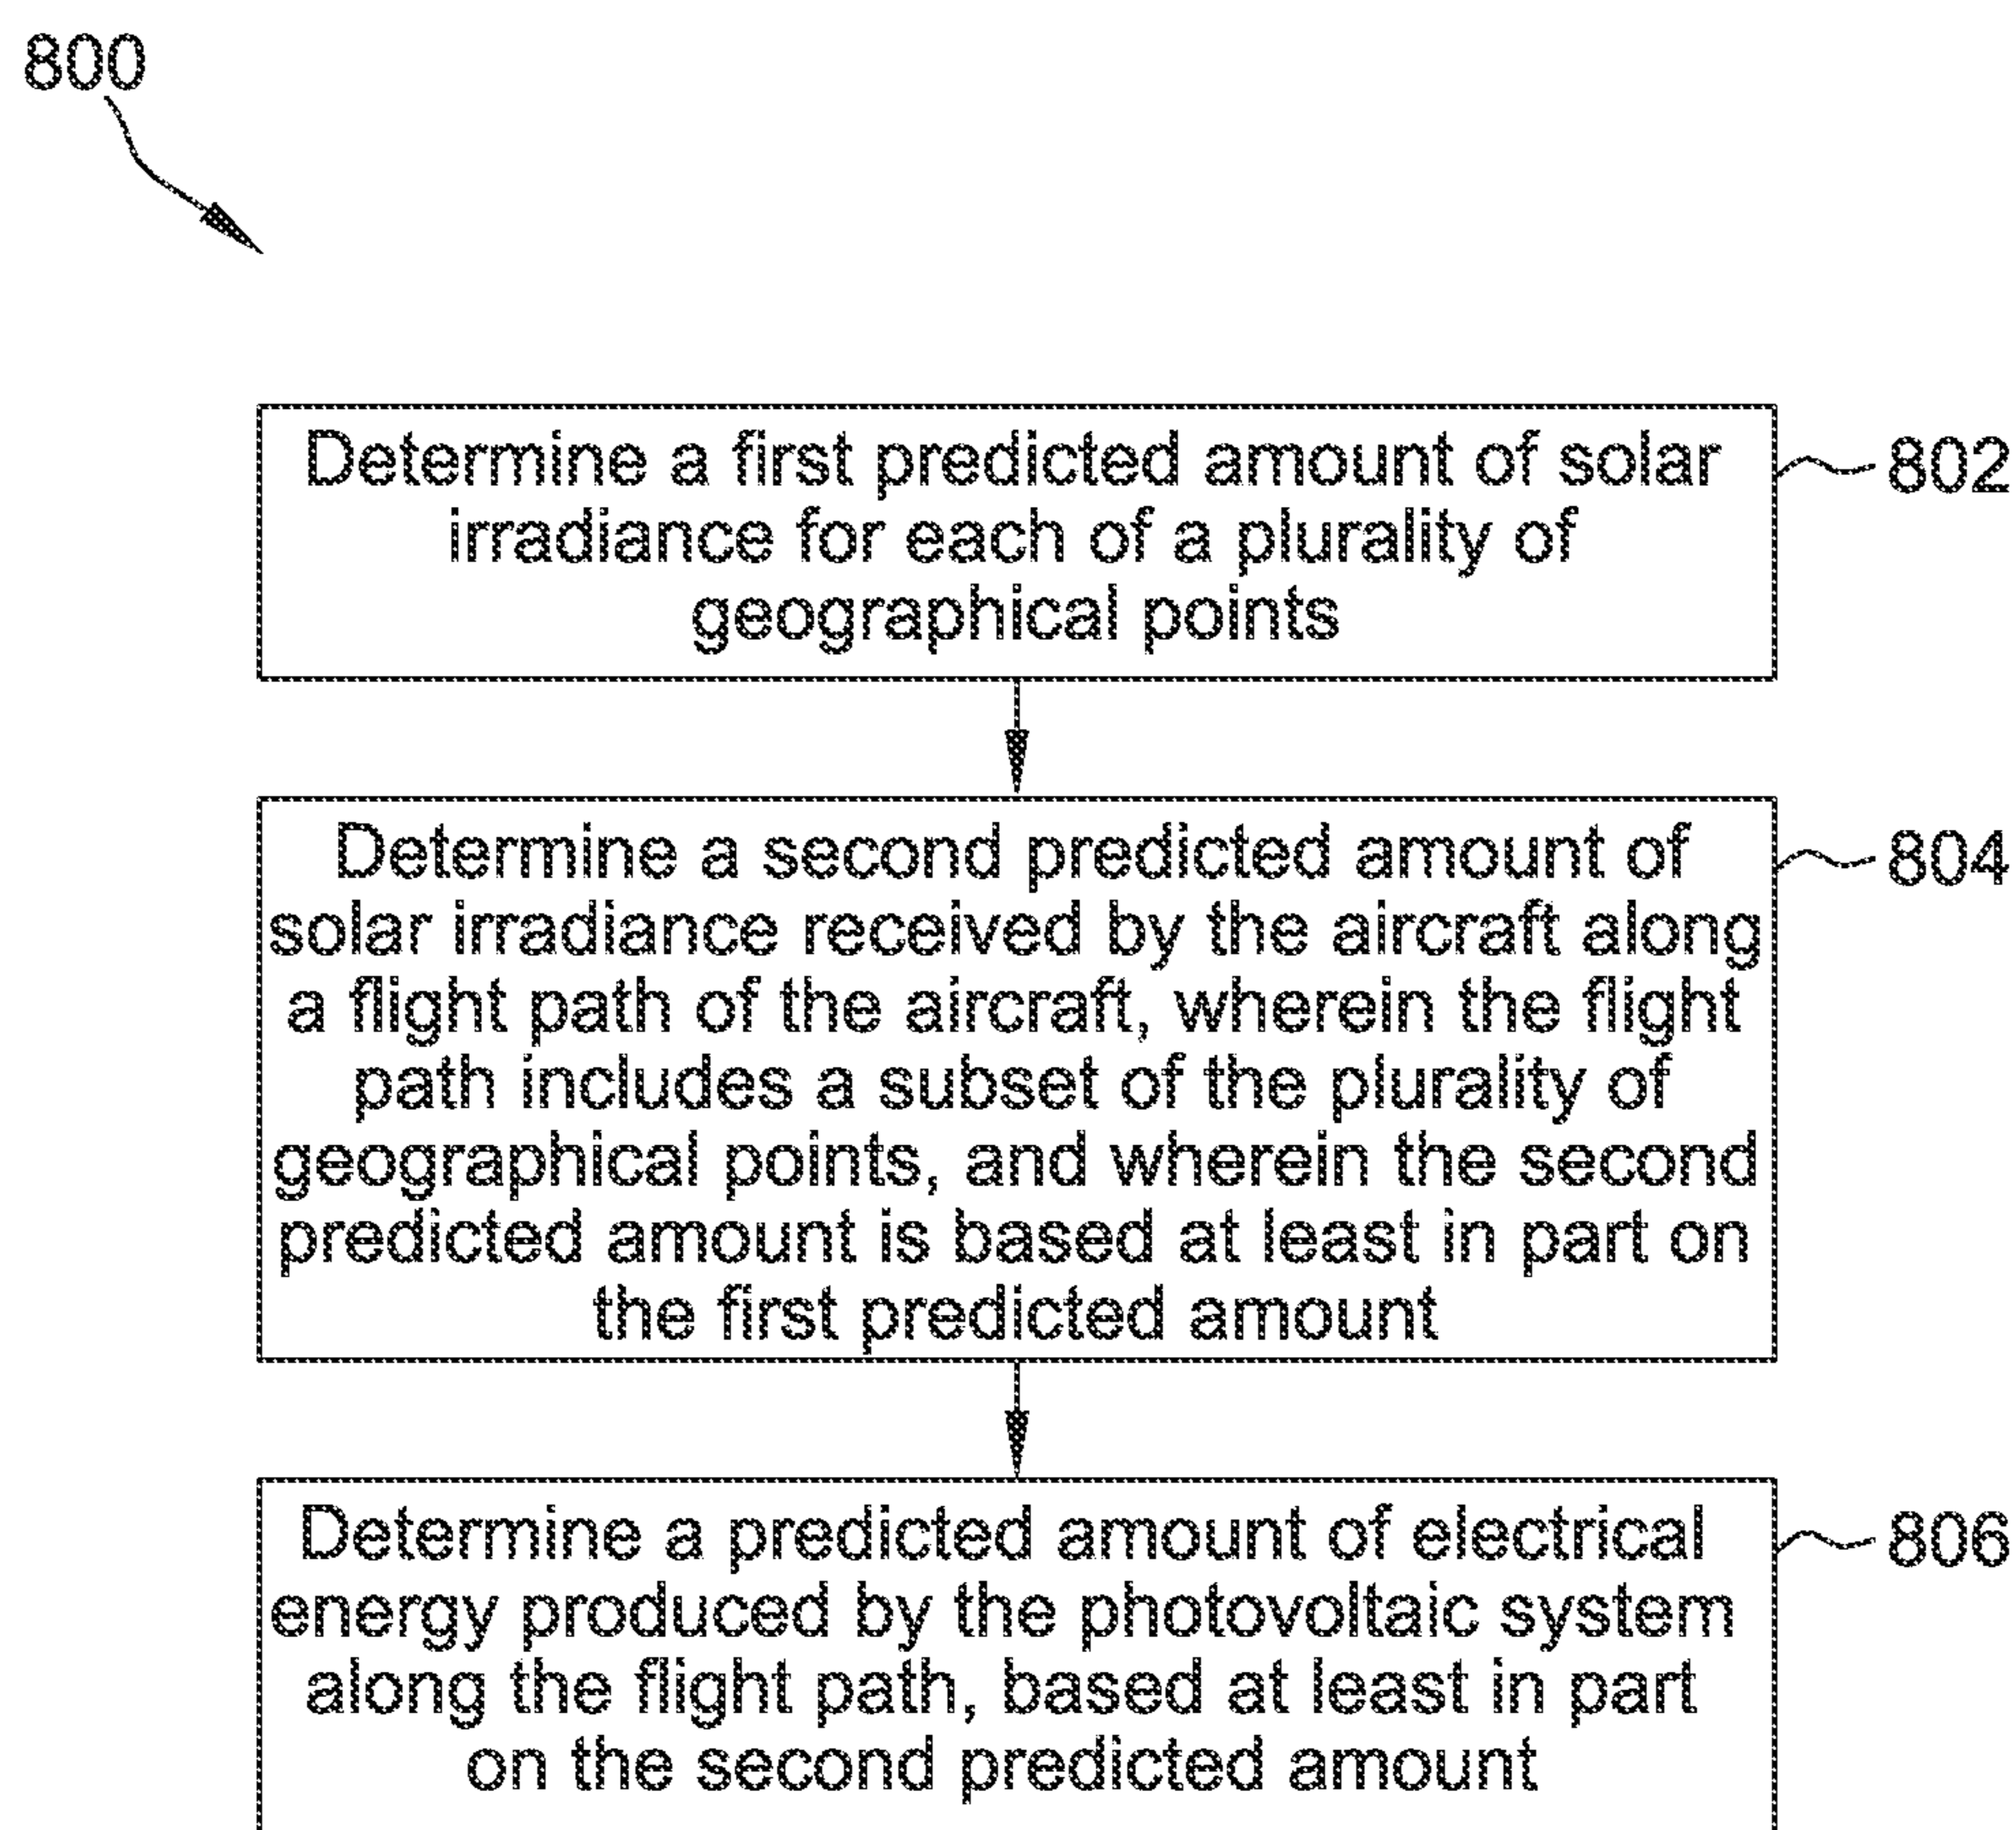 800
Determine a first predicted amount of solar
irradiance for each of a plurality of
geographical points
802
Determine a second predicted amount of
solar irradiance received by the aircraft along
a flight path of the aircraft, wherein the flight
path includes a subset of the plurality of
geographical points, and wherein the second
predicted amount is based at least in part on
the first predicted amount
804
Determine a predicted amount of electrical
energy produced by the photovoltaic system
along the flight path, based at least in part
on the second predicted amount
806